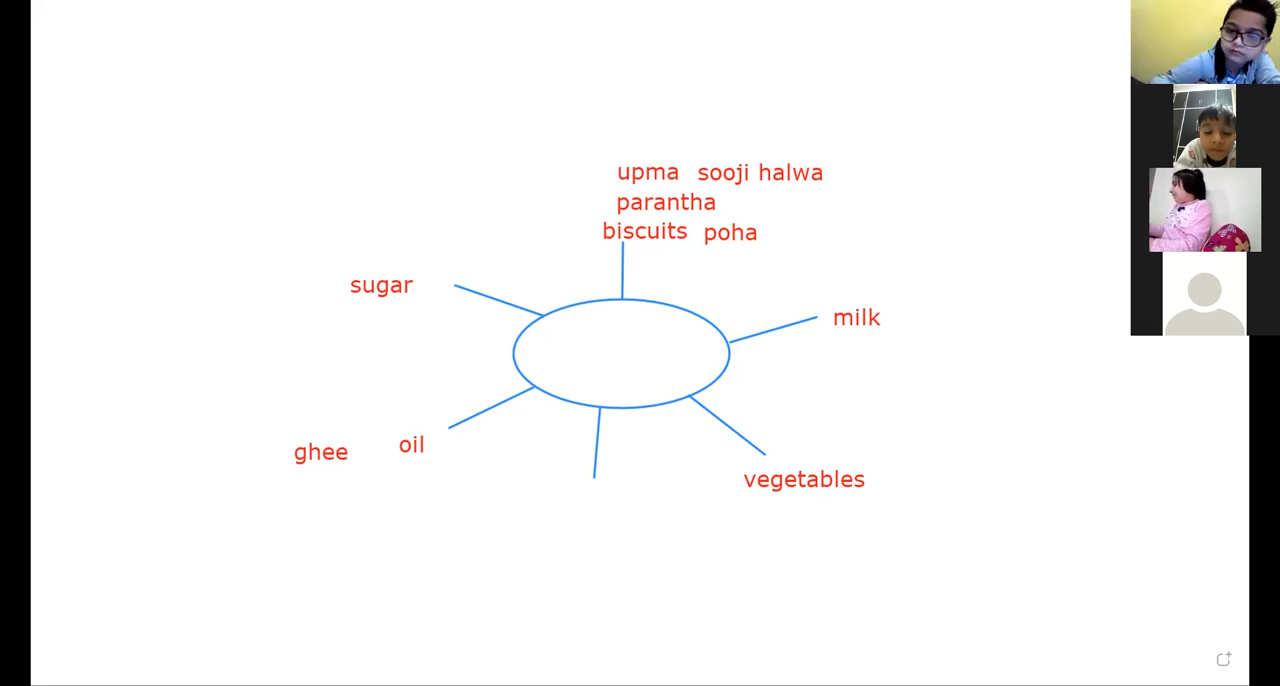 upma sooji halwa
parantha
biscuits poha
sugar
milk
ghee oil
vegetables